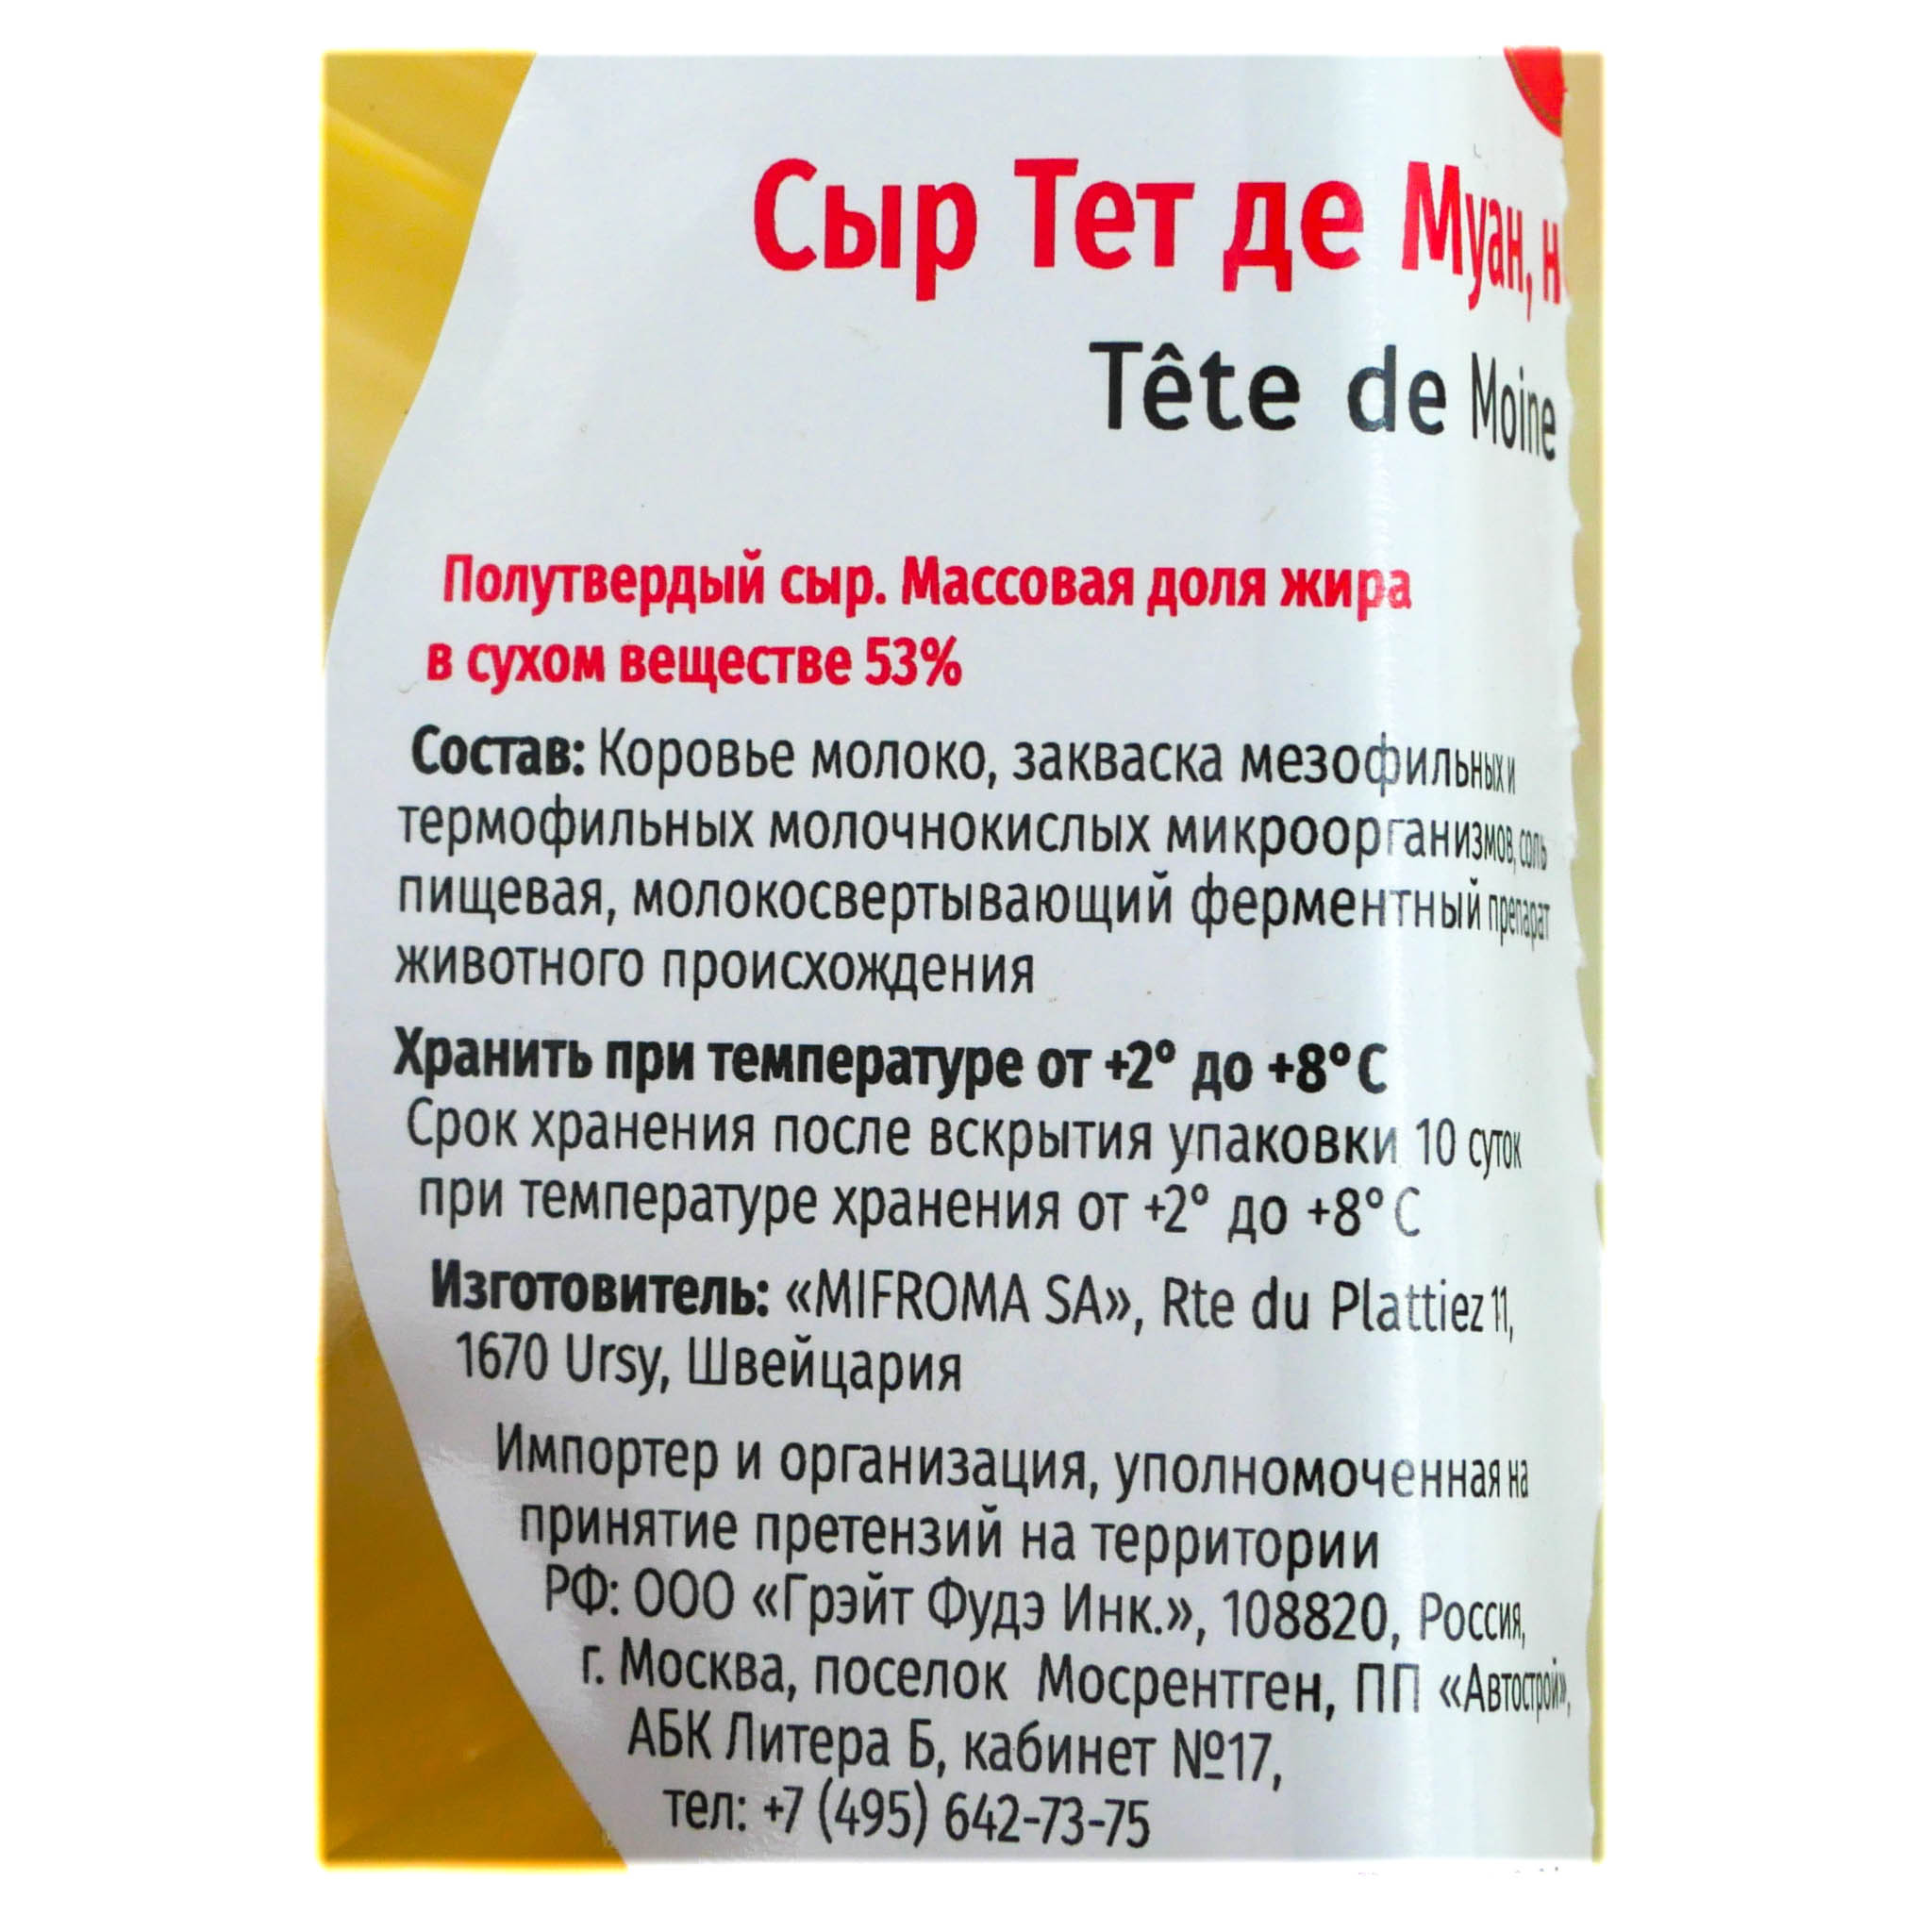 Сыр Тет де Муан,
Tête de Moine
Полутвердый сыр. Массовая доля жира
в сухом веществе 53%
Состав: Коровье молоко, закваска мезофильных и
термофильных молочнокислых микроорганизмов, соль
пищевая, молокосвертывающий ферментный препарат
животного происхождения
Хранить при температуре от +2° до +8°C
Срок хранения после вскрытия упаковки 10 суток
при температуре хранения от +2° до +8°C
Изготовитель: «MIFROMA SA», Rte du Plattiez 11,
1670 Ursy, Швейцария
Импортер и организация, уполномоченная на
принятие претензий на территории
РФ: ООО «Грэйт Фудэ Инк.», 108820, Россия,
г. Москва, поселок Мосрентген, ПП «Автострой»,
АБК Литера Б, кабинет №17,
тел: +7 (495) 642-73-75